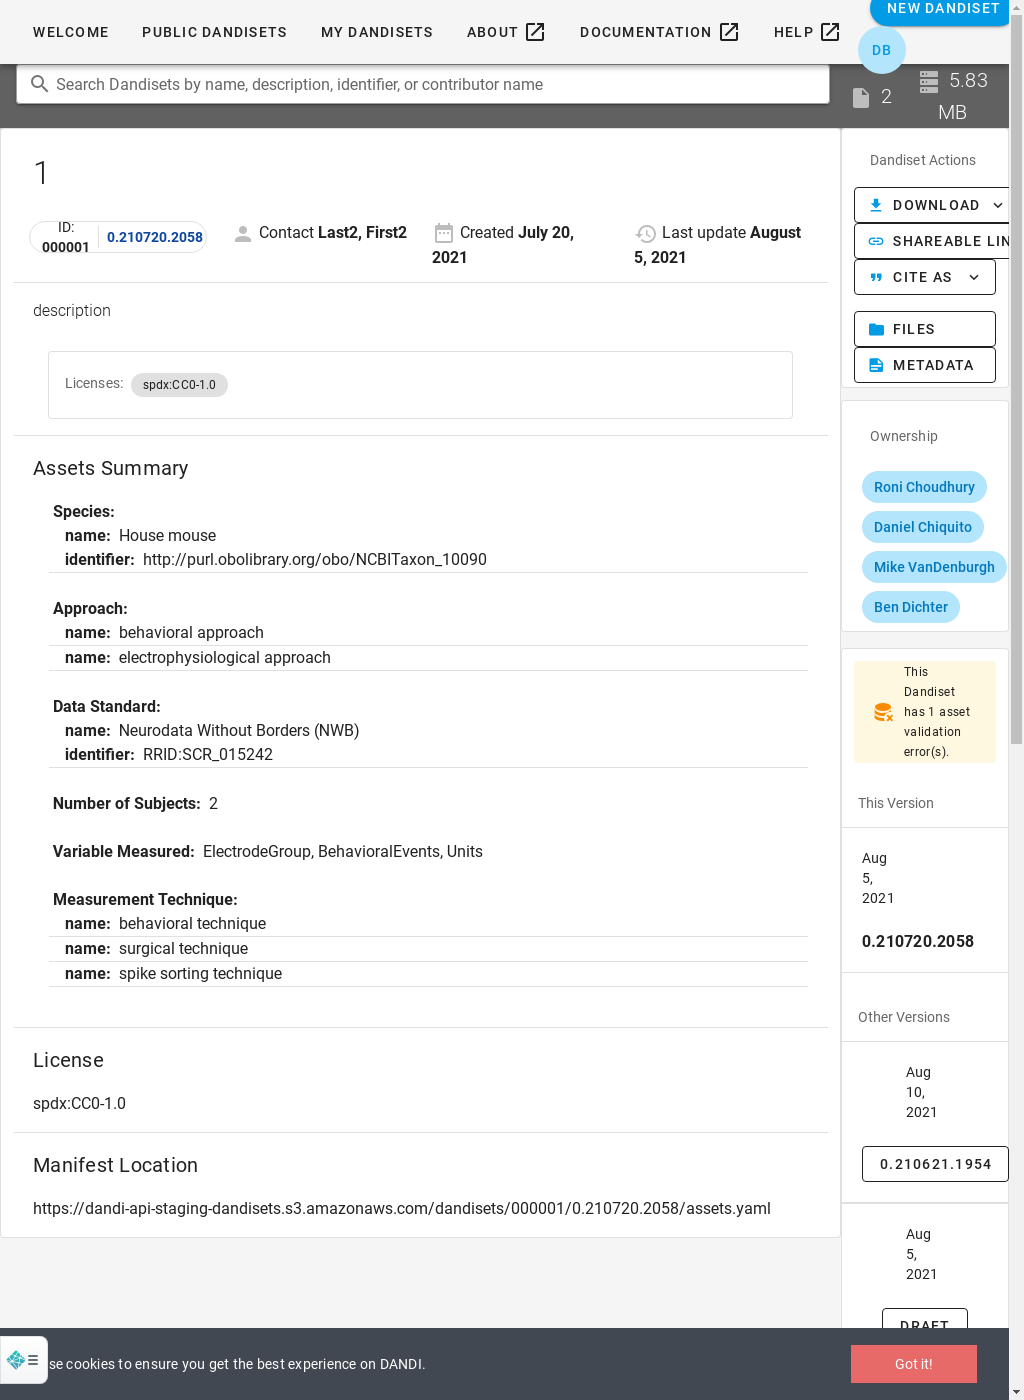 WELCOME
PUBLIC DANDISETS
MY DANDISETS
ABOUT
DOCUMENTATION
HELP
NEW DANDISET
DB
Search Dandisets by name, description, identifier, or contributor name
2
5.83
MB
1
ID:
000001
0.210720.2058
Contact Last2, First2
Created July 20,
2021
Last update August
5, 2021
description
Licenses:
spdx:CC0-1.0
Assets Summary
Species:
name: House mouse
identifier: http://purl.obolibrary.org/obo/NCBITaxon_10090
Approach:
name: behavioral approach
name: electrophysiological approach
Data Standard:
name: Neurodata Without Borders (NWB)
identifier: RRID:SCR_015242
Number of Subjects: 2
Variable Measured: ElectrodeGroup, BehavioralEvents, Units
Measurement Technique:
name: behavioral technique
name: surgical technique
name: spike sorting technique
License
spdx:CC0-1.0
Manifest Location
https://dandi-api-staging-dandisets.s3.amazonaws.com/dandisets/000001/0.210720.2058/assets.yaml
Dandiset Actions
DOWNLOAD
SHAREABLE LIN
CITE AS
FILES
METADATA
Ownership
Roni Choudhury
Daniel Chiquito
Mike VanDenburgh
Ben Dichter
This
Dandiset
has 1 asset
validation
error(s).
This Version
Aug
5,
2021
0.210720.2058
Other Versions
Aug
10,
2021
0.210621.1954
Aug
5,
2021
DRAFT
se cookies to ensure you get the best experience on DANDI.
Got it!